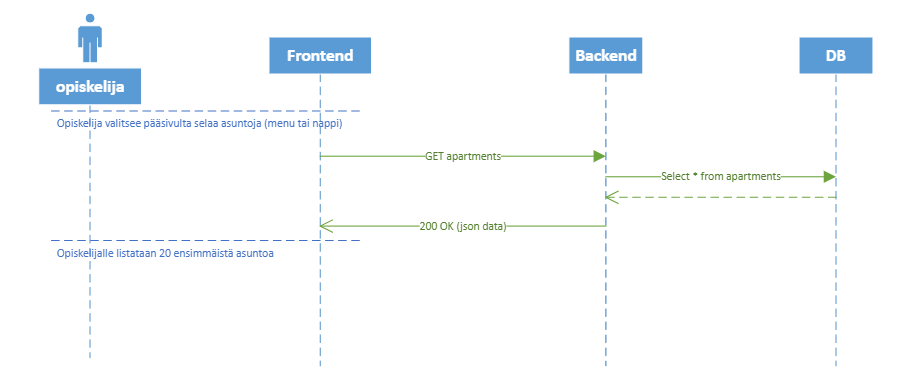 opiskelija
Frontend
Backend
DB
Opiskelija valitsee pääsivulta selaa asuntoja (menu tai nappi)
GET apartments
Select * from apartments
200 OK (json data)
Opiskelijalle listataan 20 ensimmäistä asuntoa